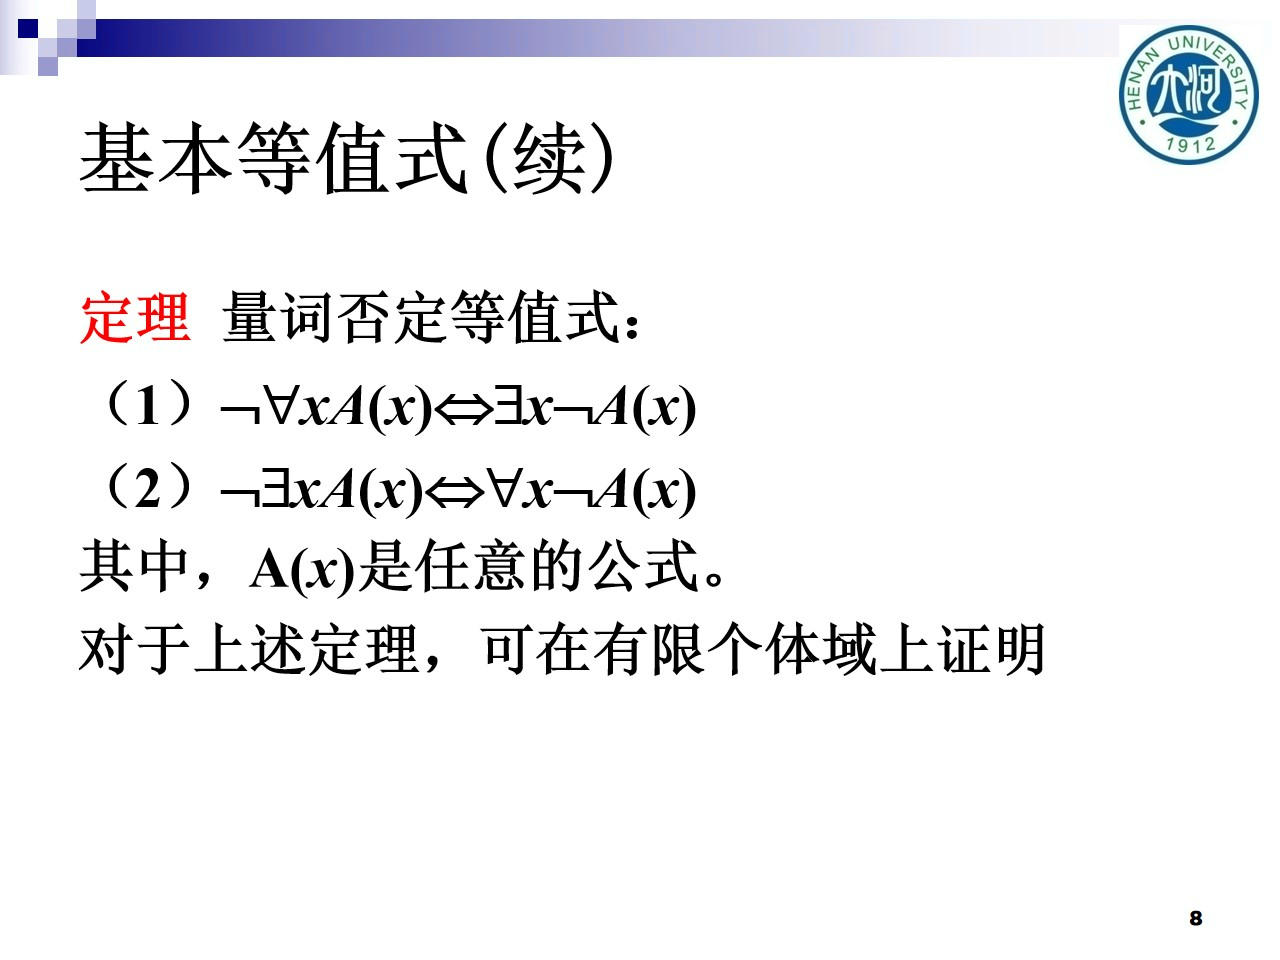 HENAN UNIVERSITY
大河
1912
基本等值式(续)
定理 量词否定等值式：
（1）¬∀xA(x)⇔∃x¬A(x)
（2）¬∃xA(x)⇔∀x¬A(x)
其中，A(x)是任意的公式。
对于上述定理，可在有限个体域上证明
8